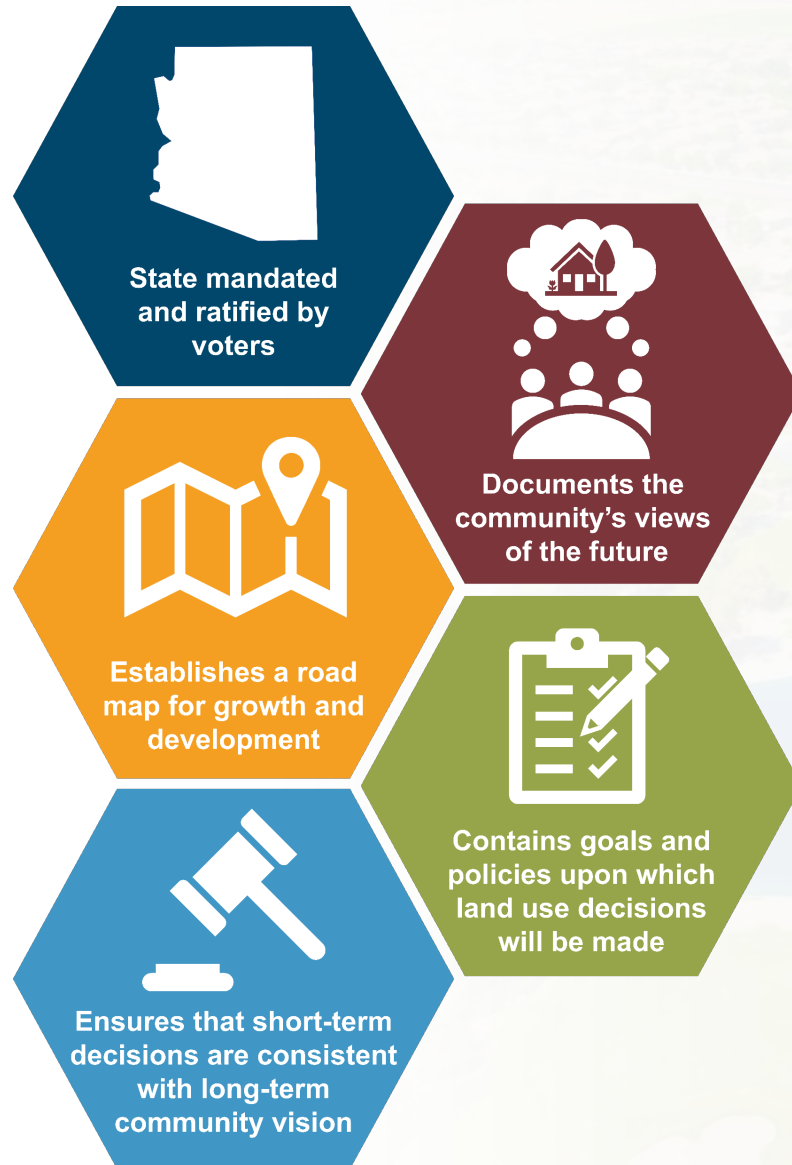 State mandated
and ratified by
voters
Documents the
community’s views
of the future
Establishes a road
map for growth and
development
Contains goals and
policies upon which
land use decisions
will be made
Ensures that short-term
decisions are consistent
with long-term
community vision